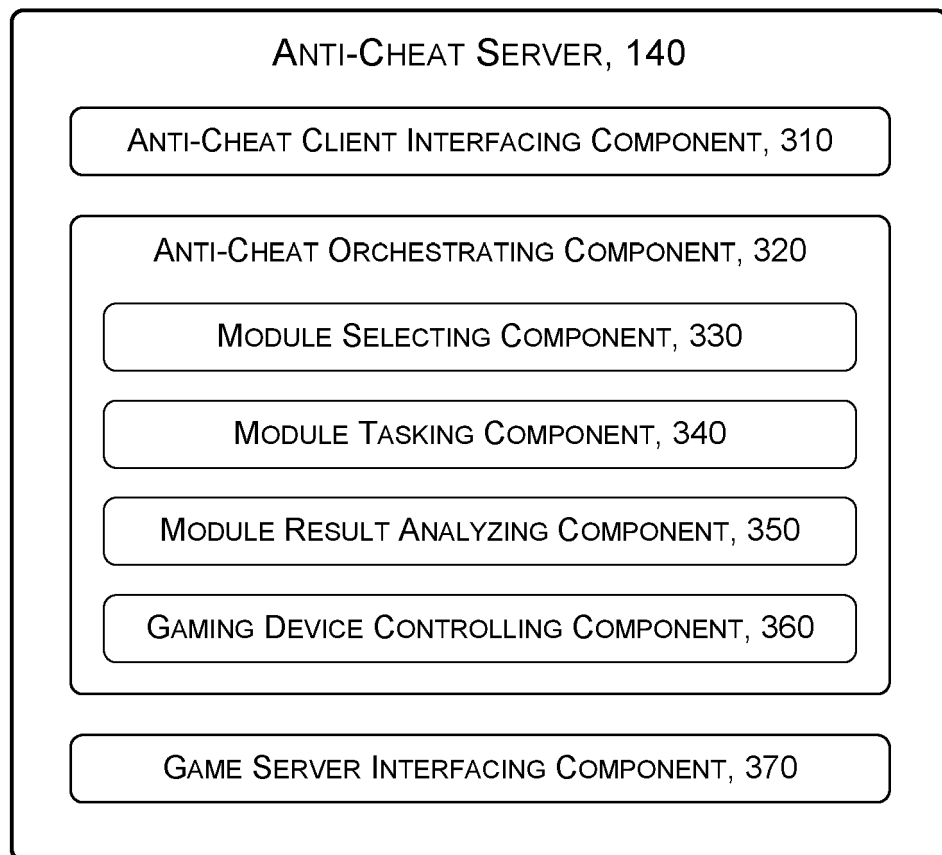 ANTI-CHEAT SERVER, 140
ANTI-CHEAT CLIENT INTERFACING COMPONENT, 310
ANTI-CHEAT ORCHESTRATING COMPONENT, 320
MODULE SELECTING COMPONENT, 330
MODULE TASKING COMPONENT, 340
MODULE RESULT ANALYZING COMPONENT, 350
GAMING DEVICE CONTROLLING COMPONENT, 360
GAME SERVER INTERFACING COMPONENT, 370